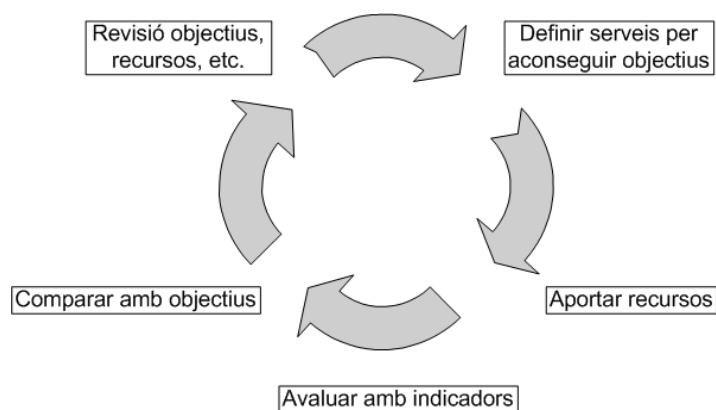 Revisió objectius,
recursos, etc.
Definir serveis per
aconseguir objectius
Aportar recursos
Avaluar amb indicadors
Comparar amb objectius